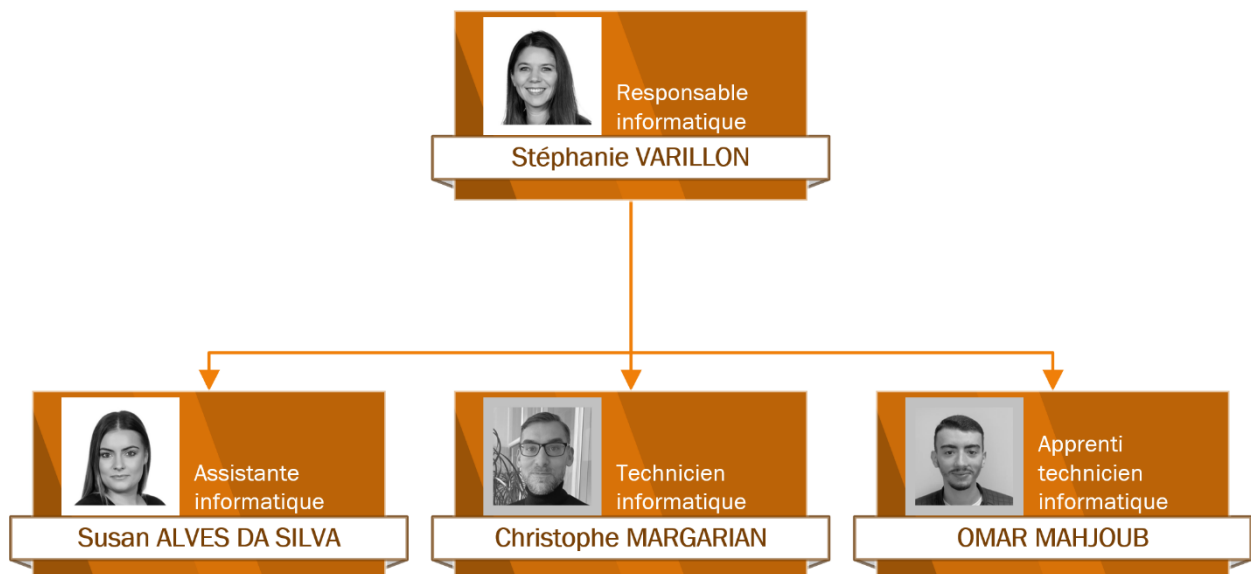 Responsable
informatique
Stéphanie VARILLON
Assistante
informatique
Susan ALVES DA SILVA
Technicien
informatique
Christophe MARGARIAN
Apprenti
technicien
informatique
OMAR MAHJOUB